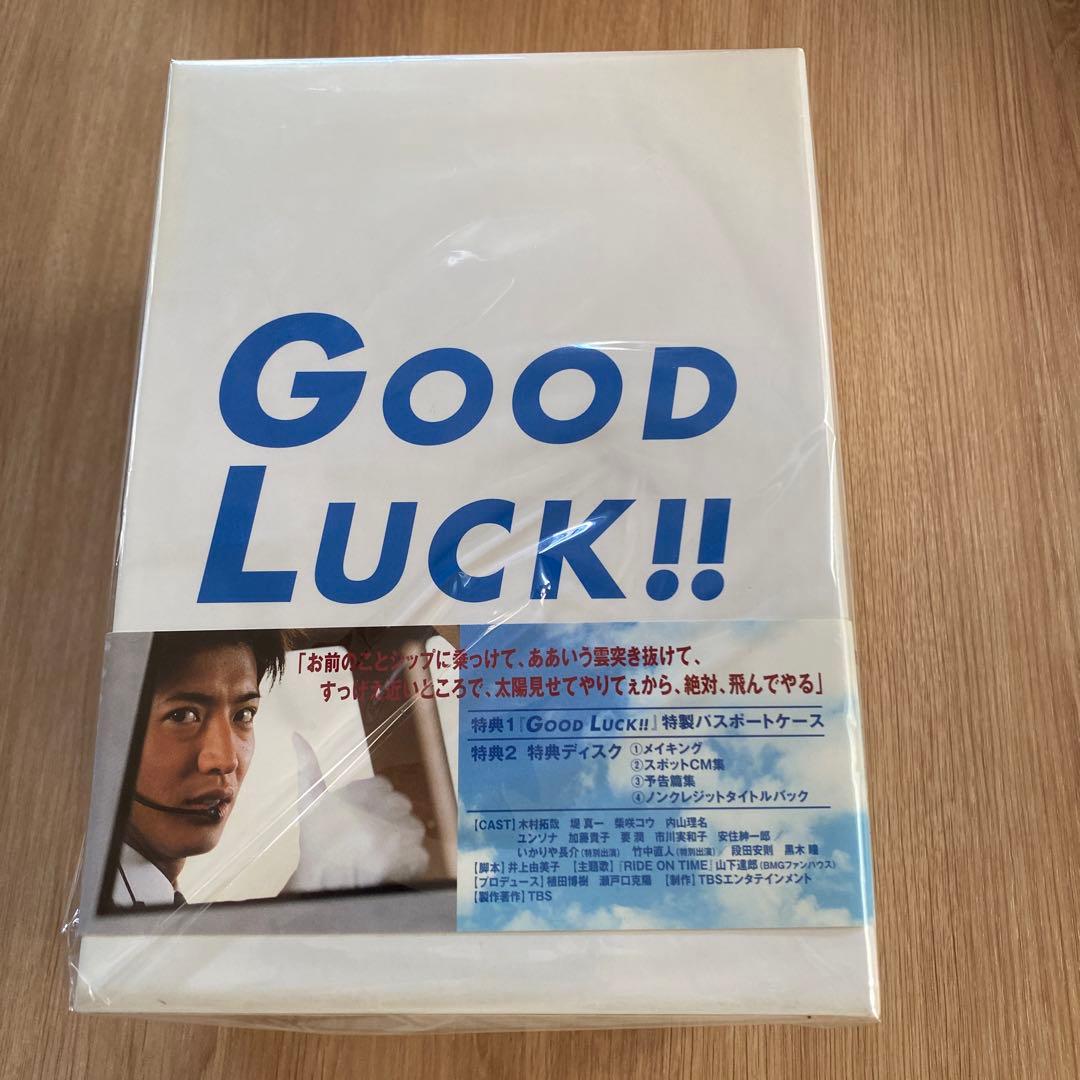 GOOD
LUCK!!
「お前のことシップに乗っけて、ああいう雲突き抜けて、
すっげえ近いところで、太陽見せてやりてぇから、絶対、飛んでやる」
特典1『GOOD LUCK!!』特製パスポートケース
特典2 特典ディスク ①メイキング
②スポットCM集
③予告篇集
④ノンクレジットタイトルバック
【CAST】木村拓哉 堤 真一 柴咲コウ 内山理名
ユンソナ 加藤貴子 要 潤 市川実和子 安住紳一郎／
いかりや長介（特別出演） 竹中直人（特別出演） 段田安則 黒木 瞳
【脚本】井上由美子 【主題歌】『RIDE ON TIME』山下達郎（BMGファンハウス）
【プロデュース】植田博樹 瀬戸口克陽 【制作】TBSエンタテインメント
【製作著作】TBS